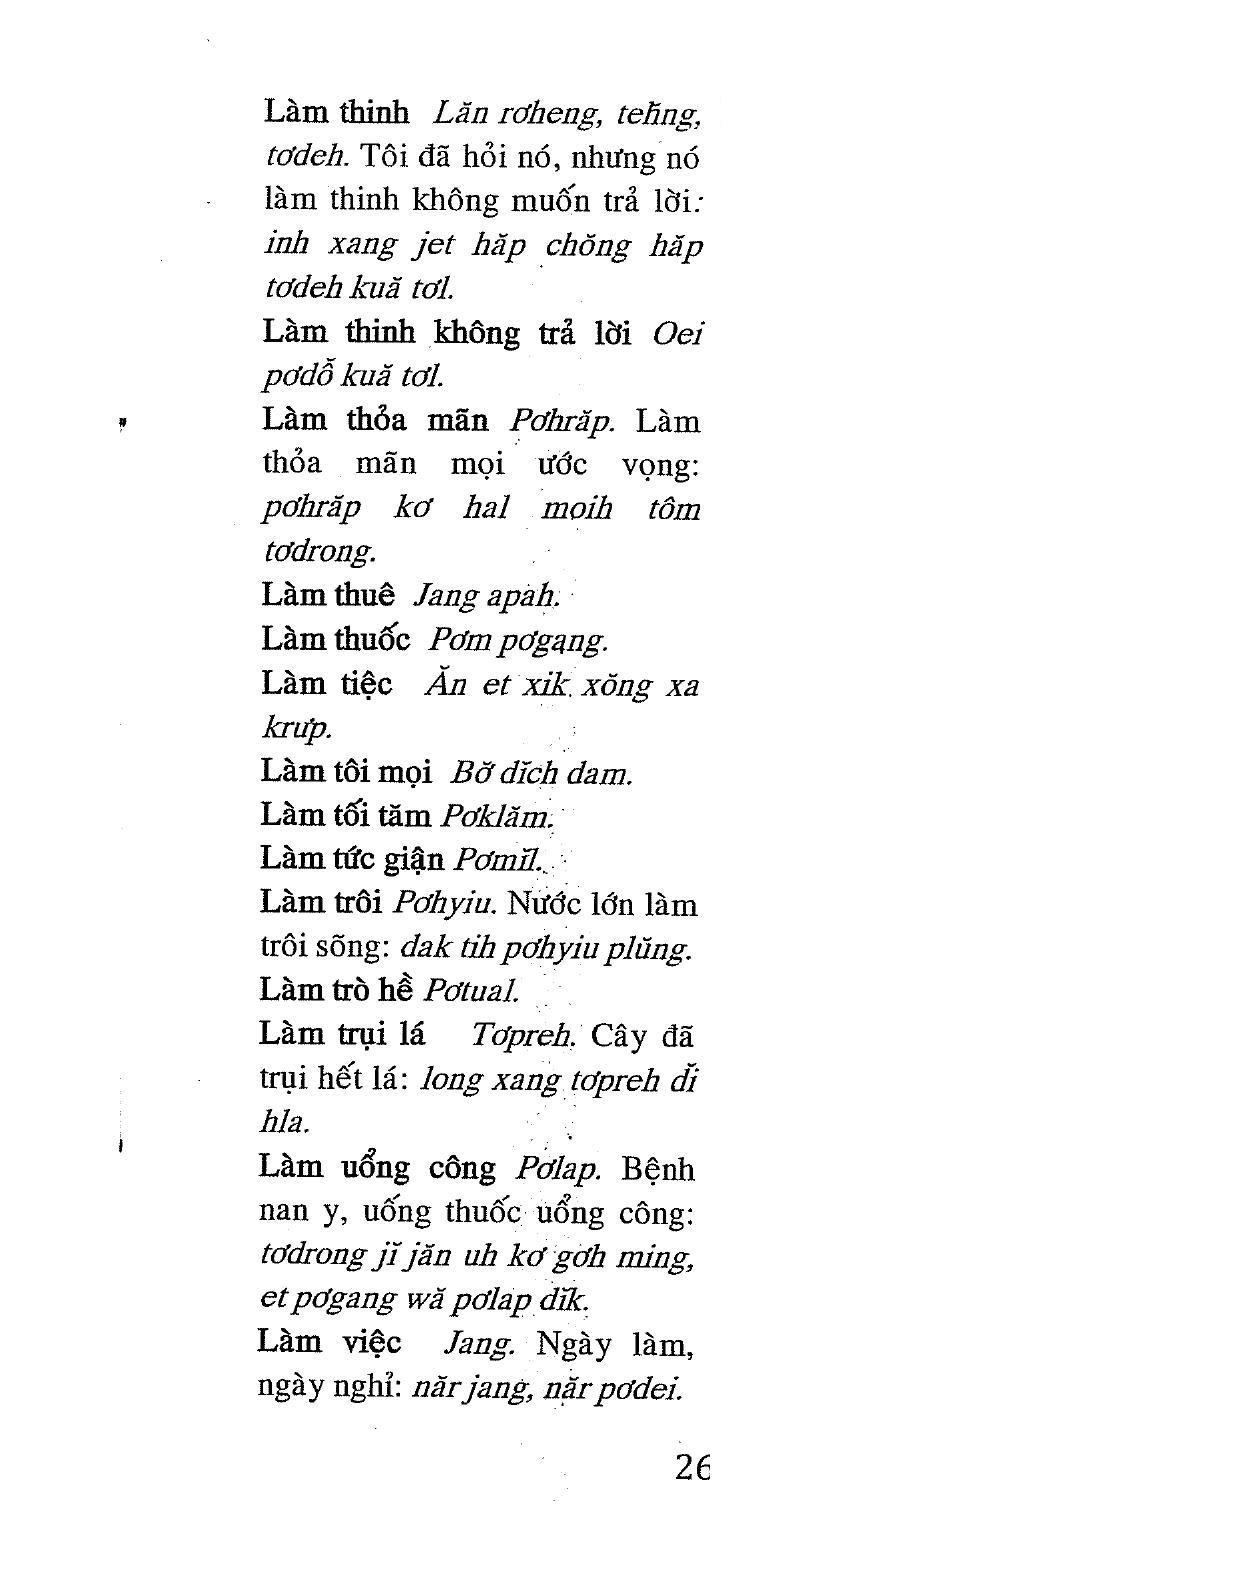 Làm thinh Lăn rơheng, tehng,
tơdeh. Tôi đã hỏi nó, nhưng nó
làm thinh không muốn trả lời:
inh xang jet hăp chŏng hăp
tơdeh kuă tơl.
Làm thinh không trả lời Oei
pơdô̆ kuă tơl.
Làm thỏa mãn Pơhrăp. Làm
thỏa mãn mọi ước vọng:
pơhrăp kơ hal moih tôm
tơdrong.
Làm thuê Jang apah.
Làm thuốc Pơm pơgang.
Làm tiệc Ăn et xik xŏng xa
krưp.
Làm tôi mọi Bơ̆ dĭch dam.
Làm tối tăm Pơklăm.
Làm tức giận Pơmĭl.
Làm trôi Pơhyiu. Nước lớn làm
trôi sõng: dak tih pơhyiu plŭng.
Làm trò hề Pơtual.
Làm trụi lá Tơpreh. Cây đã
trụi hết lá: long xang tơpreh dĭ
hla.
Làm uổng công Pơlap. Bệnh
nan y, uống thuốc uổng công:
tơdrong jĭ jăn uh kơ gơh ming,
et pơgang wă pơlap dĭk.
Làm việc Jang. Ngày làm,
ngày nghỉ: năr jang, năr pơdei.
26